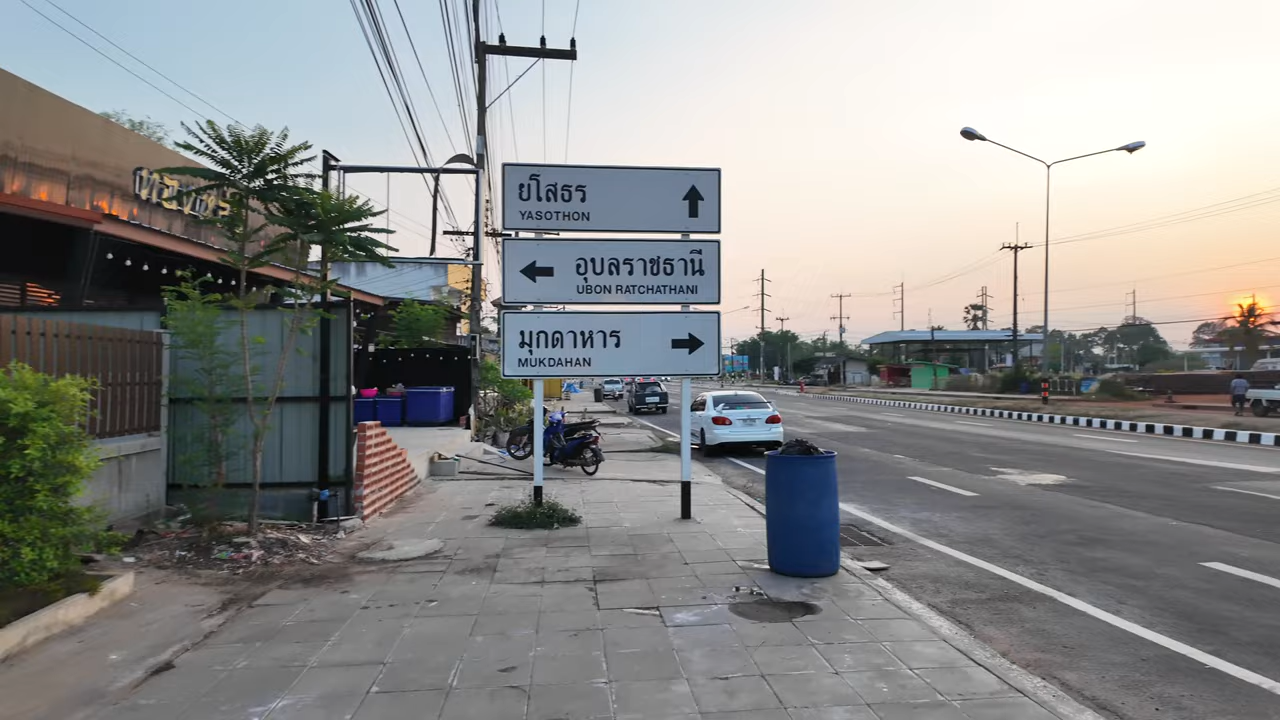 ยโสธร
YASOTHON
อุบลราชธานี
UBON RATCHATHANI
มุกดาหาร
MUKDAHAN